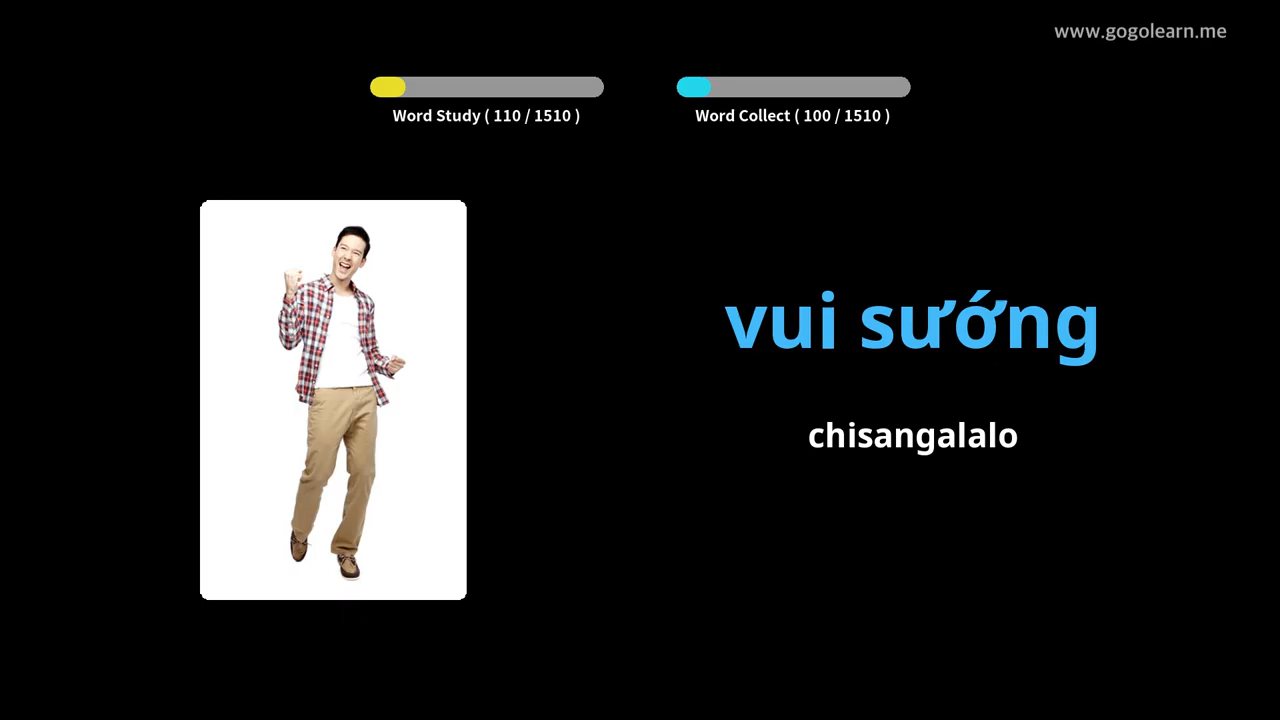 www.gogolearn.me
Word Study ( 110 / 1510 )
Word Collect ( 100 / 1510 )
vui sướng
chisangalalo